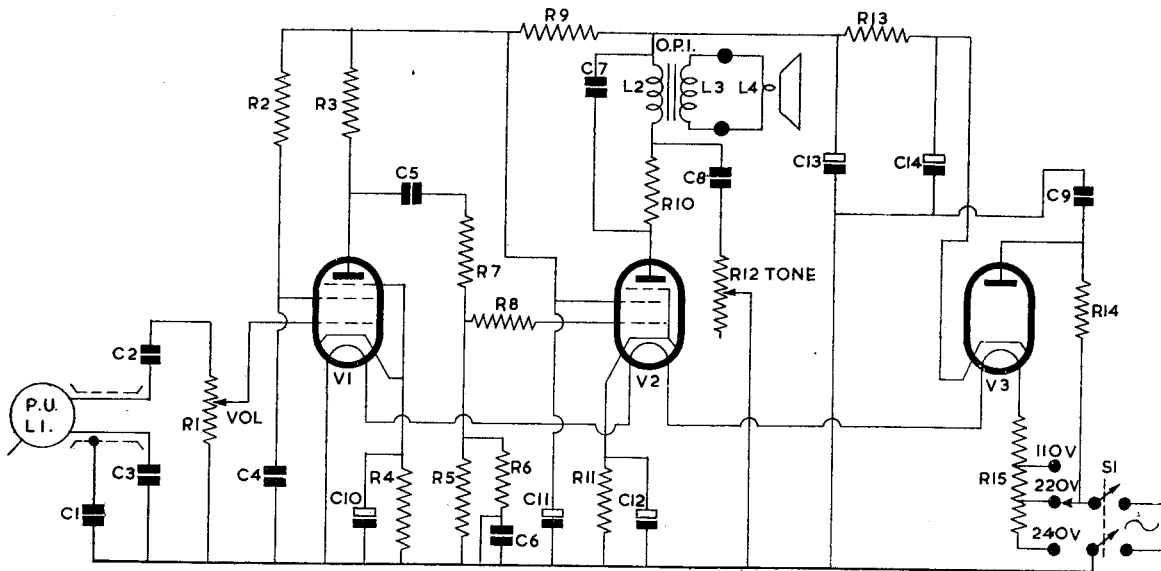 R9
R13
O.P.I.
C7
L2
L3
L4
R2
R3
C13
C14
C5
C8
C9
R10
R7
R12 TONE
R8
R14
C2
V1
V2
V3
P.U.
L1.
R1
VOL
110V
C3
C4
R4
R5
R6
R11
R15
S1
220V
C10
C11
C12
C1
C6
240V